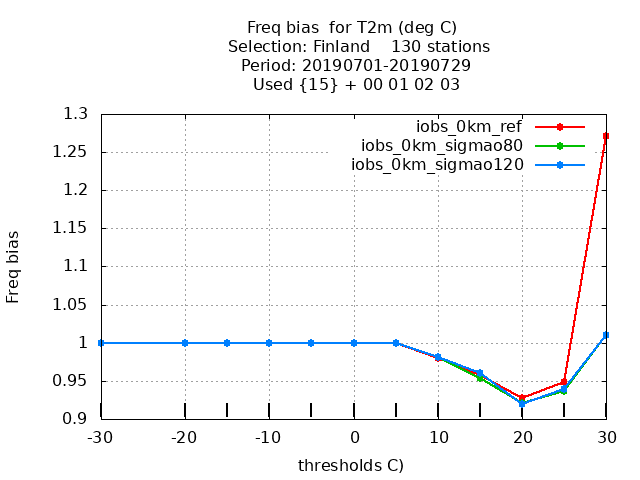 Freq bias  for T2m (deg C)
Selection: Finland    130 stations
Period: 20190701-20190729
Used {15} + 00 01 02 03
iobs_0km_ref
iobs_0km_sigmao80
iobs_0km_sigmao120
Freq bias
1.3
1.25
1.2
1.15
1.1
1.05
1
0.95
0.9
-30 -20 -10 0 10 20 30
thresholds C)